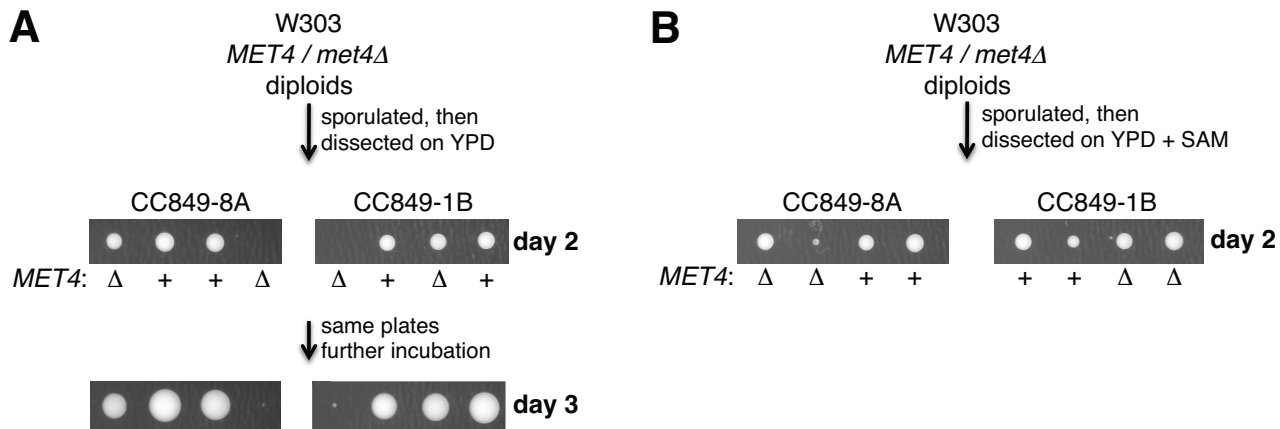 A
W303
MET4 / met4Δ
diploids
sporulated, then
dissected on YPD
CC849-8A
CC849-1B
day 2
MET4: Δ + + Δ Δ + Δ +
same plates
further incubation
day 3
B
W303
MET4 / met4Δ
diploids
sporulated, then
dissected on YPD + SAM
CC849-8A
CC849-1B
day 2
MET4: Δ Δ + + + + Δ Δ